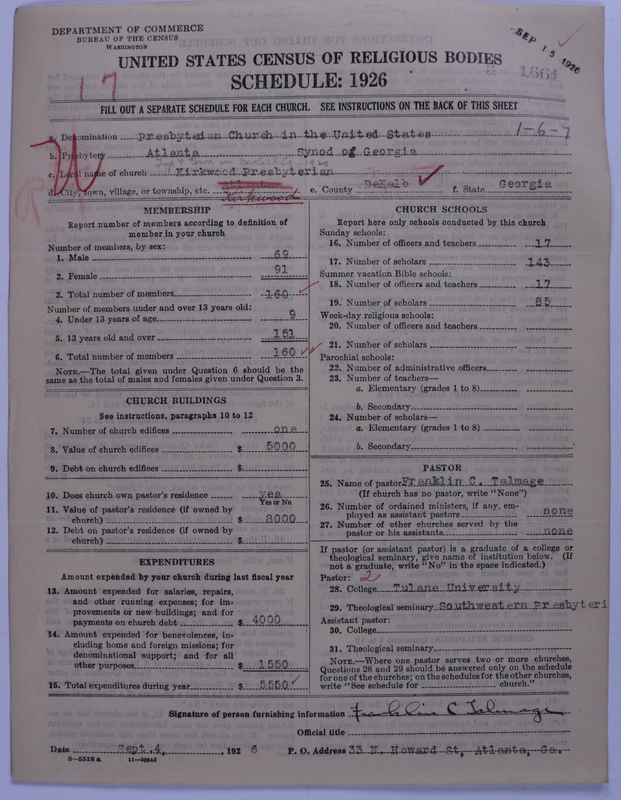 DEPARTMENT OF COMMERCE
BUREAU OF THE CENSUS
WASHINGTON
SEP 15 1926
1664
17
UNITED STATES CENSUS OF RELIGIOUS BODIES
SCHEDULE: 1926
FILL OUT A SEPARATE SCHEDULE FOR EACH CHURCH. SEE INSTRUCTIONS ON THE BACK OF THIS SHEET
1-6-7
a. Denomination Presbyterian Church in the United States
b. Presbytery Atlanta Synod of Georgia
c. Local name of church Kirkwood Presbyterian
d. City, town, village, or township, etc. Atlanta Kirkwood e. County DeKalb f. State Georgia
MEMBERSHIP
Report number of members according to definition of
member in your church
Number of members, by sex:
1. Male 69
2. Female 91
3. Total number of members 160
Number of members under and over 13 years old:
4. Under 13 years of age 9
5. 13 years old and over 151
6. Total number of members 160
NOTE.—The total given under Question 6 should be
same as the total of males and females given under Question 3.
CHURCH BUILDINGS
See instructions, paragraphs 10 to 12
7. Number of church edifices one
8. Value of church edifices $ 5000
9. Debt on church edifices $
10. Does church own pastor's residence yes
Yes or No
11. Value of pastor's residence (if owned by
church) $ 8000
12. Debt on pastor's residence (if owned by
church) $
EXPENDITURES
Amount expended by your church during last fiscal year
13. Amount expended for salaries, repairs,
and other running expenses; for im-
provements or new buildings; and for
payments on church debt $ 4000
14. Amount expended for benevolences, in-
cluding home and foreign missions; for
denominational support; and for all
other purposes $ 1550
15. Total expenditures during year $ 5550
CHURCH SCHOOLS
Report here only schools conducted by this church
Sunday schools:
16. Number of officers and teachers 17
17. Number of scholars 143
Summer vacation Bible schools:
18. Number of officers and teachers 17
19. Number of scholars 85
Week-day religious schools:
20. Number of officers and teachers
21. Number of scholars
Parochial schools:
22. Number of administrative officers
23. Number of teachers—
a. Elementary (grades 1 to 8)
b. Secondary
24. Number of scholars—
a. Elementary (grades 1 to 8)
b. Secondary
PASTOR
25. Name of pastor Franklin C. Talmage
(If church has no pastor, write "None")
26. Number of ordained ministers, if any, em-
ployed as assistant pastors none
27. Number of other churches served by the
pastor or his assistants none
If pastor (or assistant pastor) is a graduate of a college or
theological seminary, give name of institution below. (If
not a graduate, write "No" in the space indicated.)
Pastor: 2
28. College Tulane University
29. Theological seminary Southwestern Presbyteri
Assistant pastor:
30. College
31. Theological seminary
NOTE.—Where one pastor serves two or more churches,
Questions 28 and 29 should be answered only on the schedule
for one of the churches; on the schedules for the other churches,
write "See schedule for church."
Signature of person furnishing information Franklin C Talmage
Official title
Date Sept.4, 1926 P. O. Address 33 N. Howard St, Atlanta, Ga.
8—5518a 11—9684d